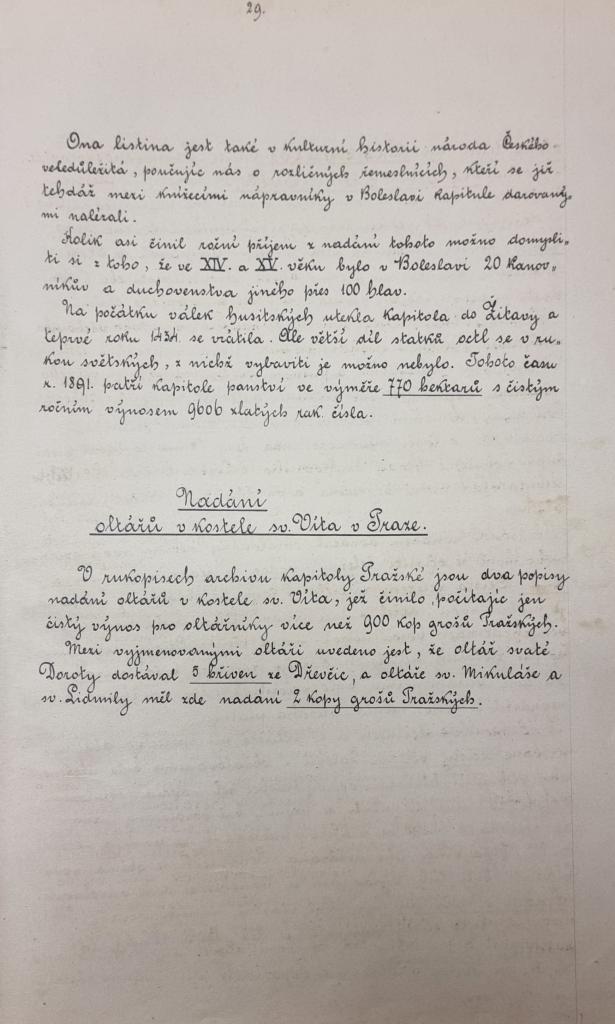 29.
Ona listina jest také v kulturní historii národa Českého
veledůležitá, poučujíc nás o rozličných řemeslnících, kteří se již
tehdáž mezi knížecími nápravníky v Boleslavi kapitule darovaný-
mi nalézali.
Kolik asi činil roční příjem z nadání tohoto možno domysli-
ti si z toho, že ve XIV. a XV. věku bylo v Boleslavi 20 kanov-
níkův a duchovenstva jiného přes 100 hlav.
Na počátku válek husitských utekla kapitola do Žitavy a
teprvé roku 1434. se vrátila. Ale větší díl statků octl se v ru-
kou světských, z nichž vybaviti je možno nebylo. Tohoto času
r. 1891. patří kapitole panství ve výměře 770 hektarů s čistým
ročním výnosem 9606 zlatých rak. čísla.
Nadání
oltářů v kostele sv. Víta v Praze.
V rukopisech archivu kapitoly Pražské jsou dva popisy
nadání oltářů v kostele sv. Víta, jež činilo, počítajíc jen
čistý výnos pro oltářníky více než 900 kop grošů Pražských.
Mezi vyjmenovanými oltáři uvedeno jest, že oltář svaté
Doroty dostával 5 hřiven ze Dřevčic, a oltáře sv. Mikuláše a
sv. Lidmily měl zde nadání 2 kopy grošů Pražských.